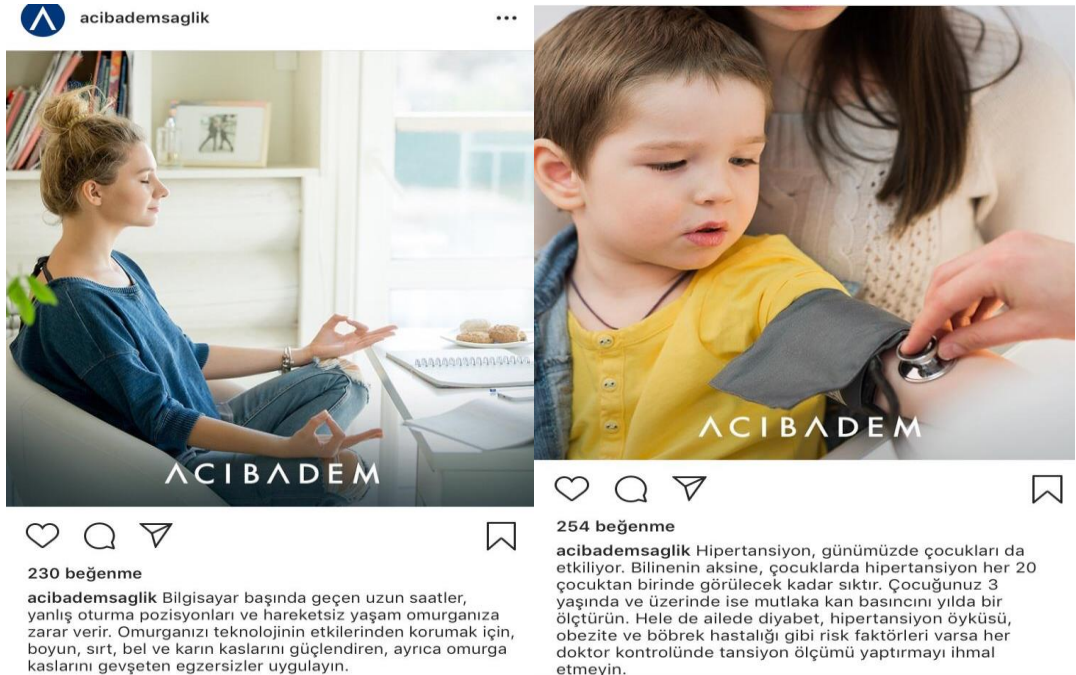 acibademsaglik
ACIBADEM
230 beğenme
acibademsaglik Bilgisayar başında geçen uzun saatler,
yanlış oturma pozisyonları ve hareketsiz yaşam omurganıza
zarar verir. Omurganızı teknolojinin etkilerinden korumak için,
boyun, sırt, bel ve karın kaslarını güçlendiren, ayrıca omurga
kaslarını gevşeten egzersizler uygulayın.
ACIBADEM
254 beğenme
acibademsaglik Hipertansiyon, günümüzde çocukları da
etkiliyor. Bilinenin aksine, çocuklarda hipertansiyon her 20
çocuktan birinde görülecek kadar sıktır. Çocuğunuz 3
yaşında ve üzerinde ise mutlaka kan basıncını yılda bir
ölçtürün. Hele de ailede diyabet, hipertansiyon öyküsü,
obezite ve böbrek hastalığı gibi risk faktörleri varsa her
doktor kontrolünde tansiyon ölçümü yaptırmayı ihmal
etmeyin.